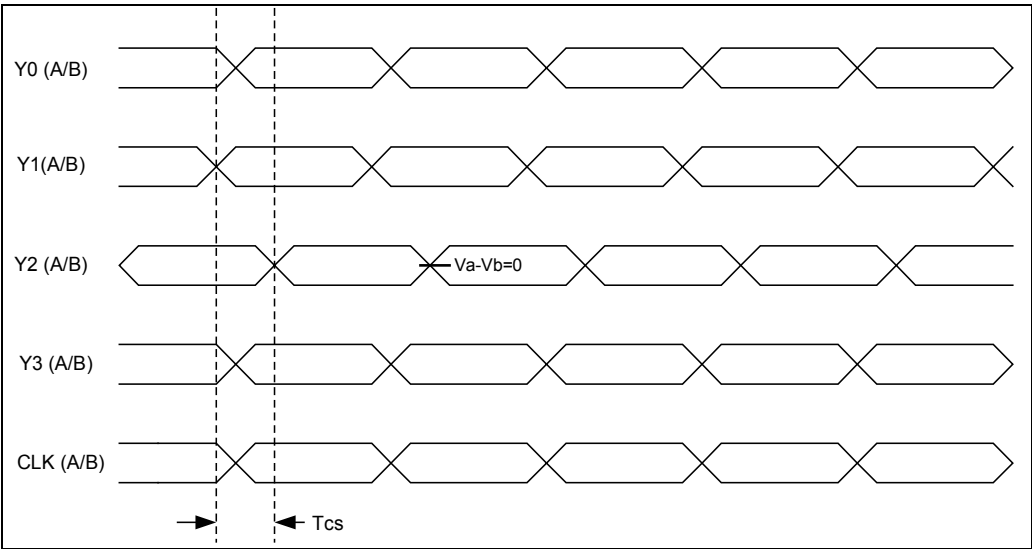 Y0 (A/B)
Y1(A/B)
Y2 (A/B)
Va-Vb=0
Y3 (A/B)
CLK (A/B)
Tcs